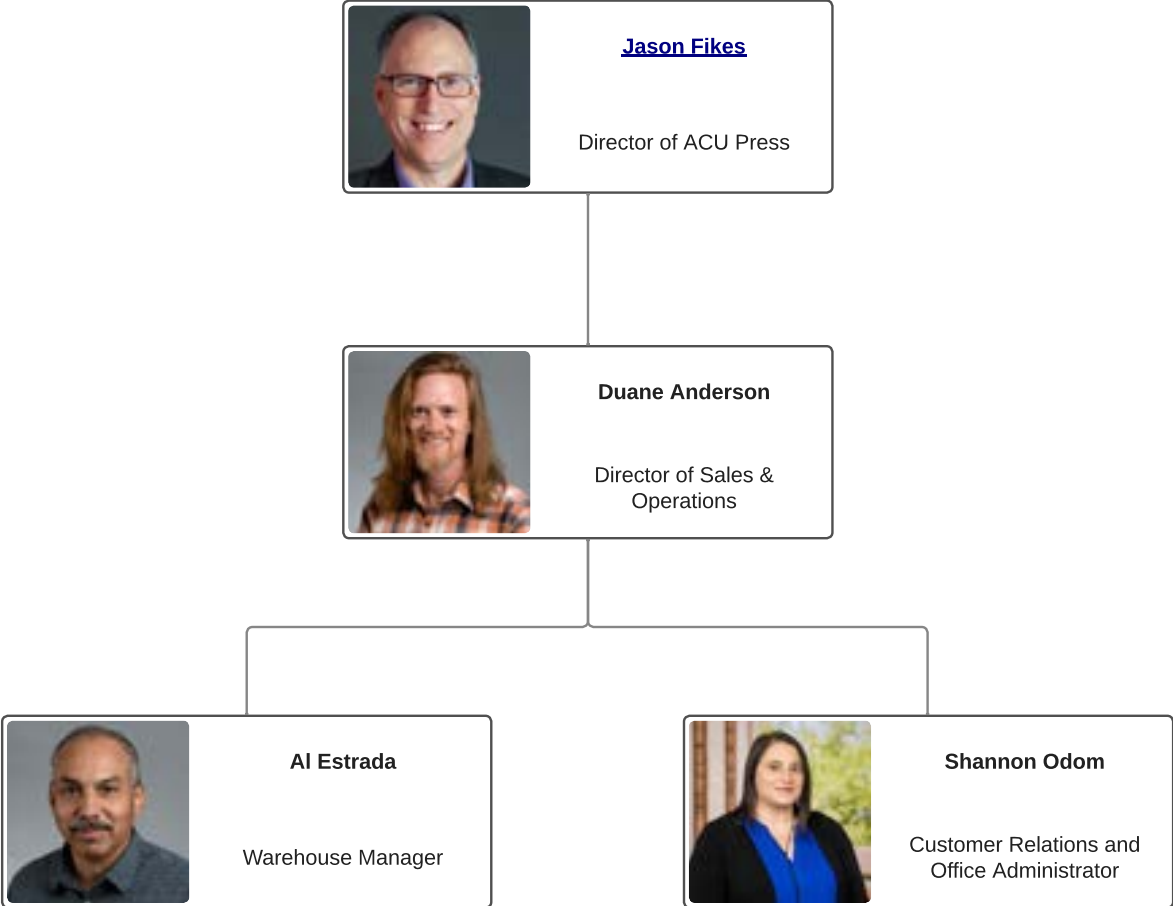 Jason Fikes
Director of ACU Press
Duane Anderson
Director of Sales &
Operations
Al Estrada
Warehouse Manager
Shannon Odom
Customer Relations and
Office Administrator